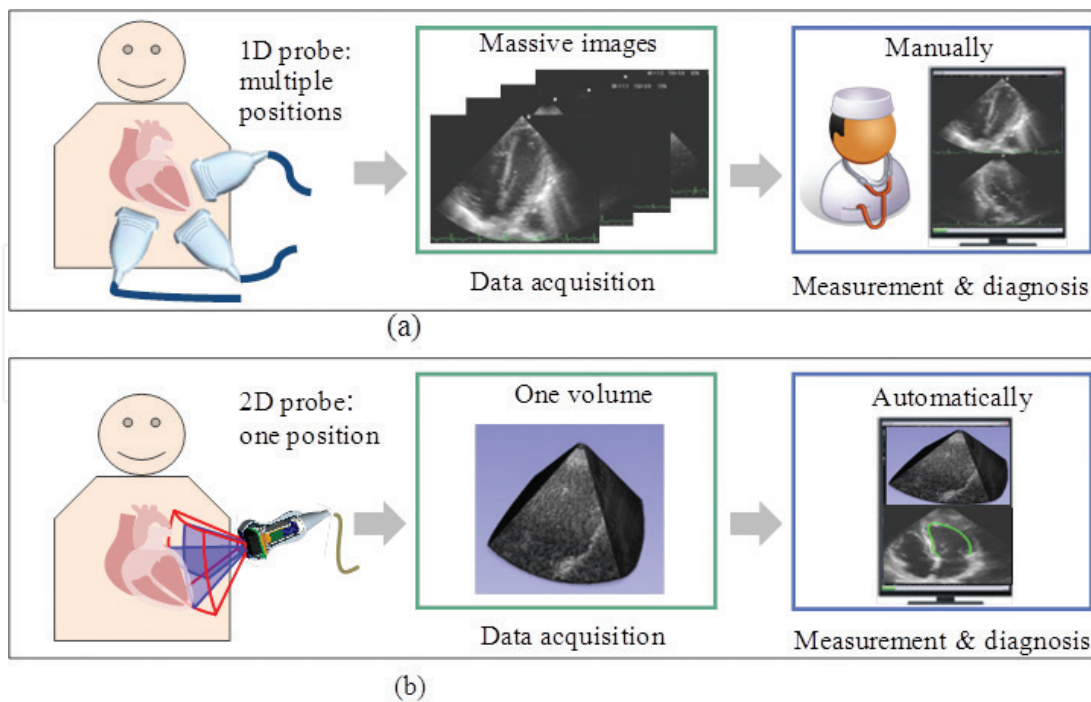 1D probe:
multiple
positions
Massive images
Manually
Data acquisition
Measurement & diagnosis
(a)
2D probe:
one position
One volume
Automatically
Data acquisition
Measurement & diagnosis
(b)